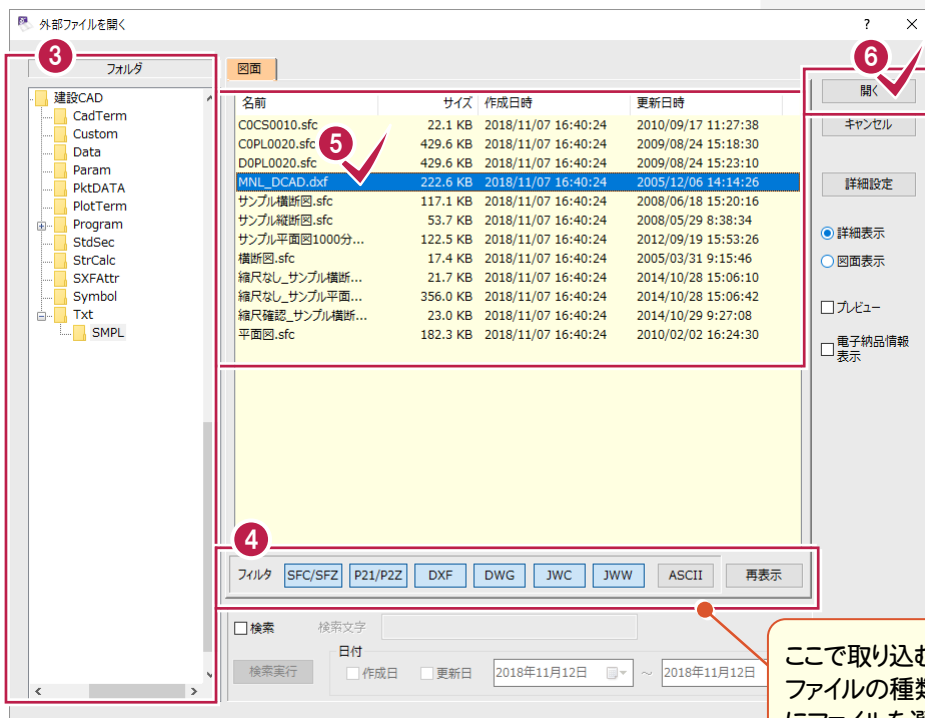 外部ファイルを開く ? ×
3
6
フォルダ
図面
建設CAD
CadTerm
Custom
Data
Param
PktDATA
PlotTerm
Program
StdSec
StrCalc
SXFAttr
Symbol
Txt
SMPL
名前 サイズ 作成日時 更新日時
C0CS0010.sfc 22.1 KB 2018/11/07 16:40:24 2010/09/17 11:27:38
C0PL0020.sfc 429.6 KB 2018/11/07 16:40:24 2009/08/24 15:18:30
D0PL0020.sfc 429.6 KB 2018/11/07 16:40:24 2009/08/24 15:23:10
MNL_DCAD.dxf 222.6 KB 2018/11/07 16:40:24 2005/12/06 14:14:26
サンプル横断図.sfc 117.1 KB 2018/11/07 16:40:24 2008/06/18 15:20:16
サンプル縦断図.sfc 53.7 KB 2018/11/07 16:40:24 2008/05/29 8:38:34
サンプル平面図1000分... 122.5 KB 2018/11/07 16:40:24 2012/09/19 15:53:26
横断図.sfc 17.4 KB 2018/11/07 16:40:24 2005/03/31 9:15:46
縮尺なし_サンプル横断... 21.7 KB 2018/11/07 16:40:24 2014/10/28 15:06:10
縮尺なし_サンプル平面... 356.0 KB 2018/11/07 16:40:24 2014/10/28 15:06:42
縮尺確認_サンプル横断... 23.0 KB 2018/11/07 16:40:24 2014/10/29 9:27:08
平面図.sfc 182.3 KB 2018/11/07 16:40:24 2010/02/02 16:24:30
5
開く
キャンセル
詳細設定
詳細表示
図面表示
プレビュー
電子納品情報
表示
4
フィルタ SFC/SFZ P21/P2Z DXF DWG JWC JWW ASCII 再表示
検索 検索文字
日付
検索実行 作成日 更新日 2018年11月12日 ~ 2018年11月12日
ここで取り込む
ファイルの種類